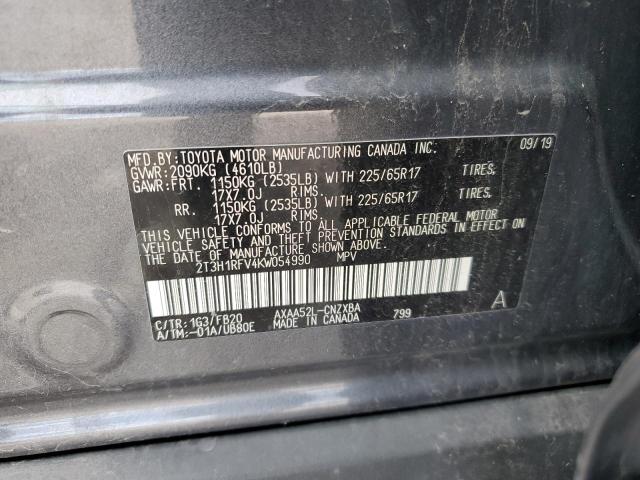 MFD.BY:TOYOTA MOTOR MANUFACTURING CANADA INC. 09/19
GVWR:2090KG (4610LB)
GAWR:FRT. 1150KG (2535LB) WITH 225/65R17 TIRES,
17X7.0J RIMS.
RR. 1150KG (2535LB) WITH 225/65R17 TIRES,
17X7.0J RIMS.
THIS VEHICLE CONFORMS TO ALL APPLICABLE FEDERAL MOTOR
VEHICLE SAFETY AND THEFT PREVENTION STANDARDS IN EFFECT ON
THE DATE OF MANUFACTURE SHOWN ABOVE.
2T3H1RFV4KW054990 MPV
C/TR: 1G3/FB20 AXAA52L-CNZXBA A
A/TM:-01A/UB80E MADE IN CANADA 799